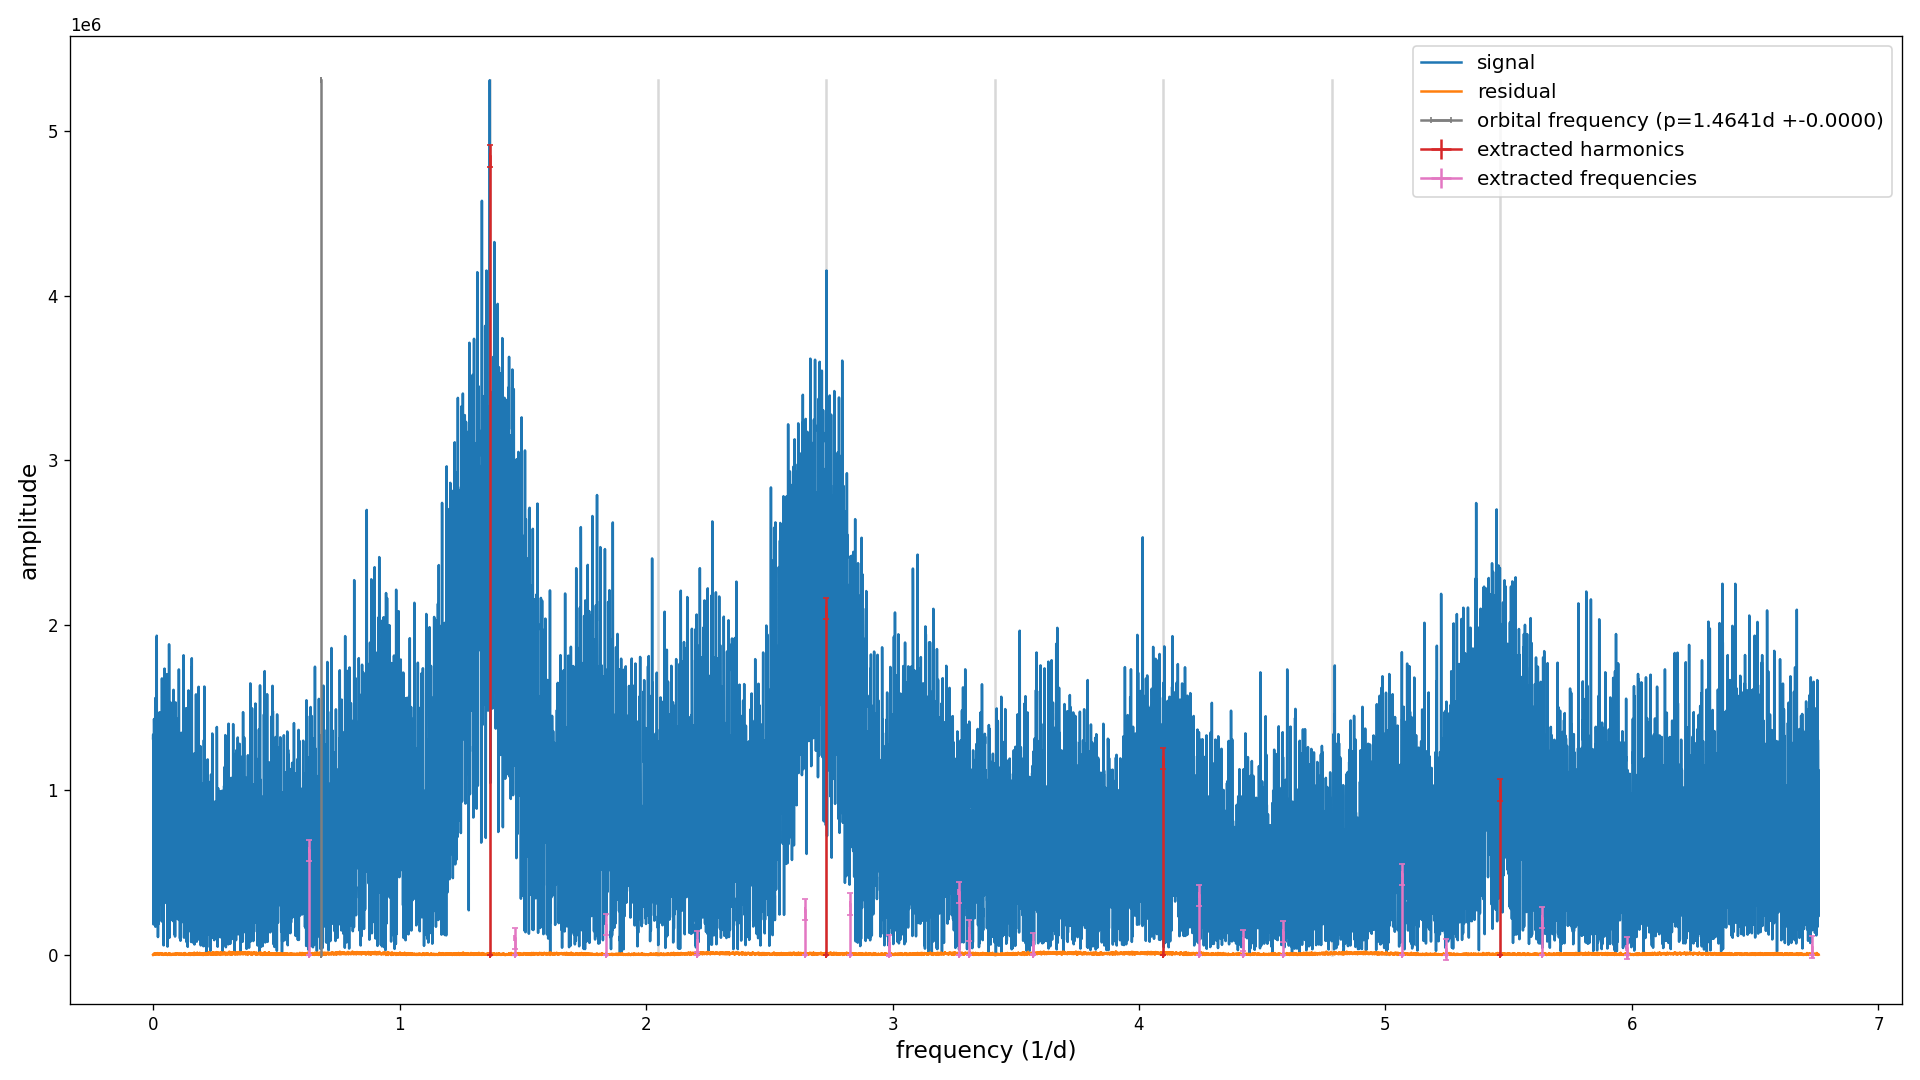 1e6
signal
residual
orbital frequency (p=1.4641d +-0.0000)
extracted harmonics
extracted frequencies
amplitude
5
4
3
2
1
0
0 1 2 3 4 5 6 7
frequency (1/d)